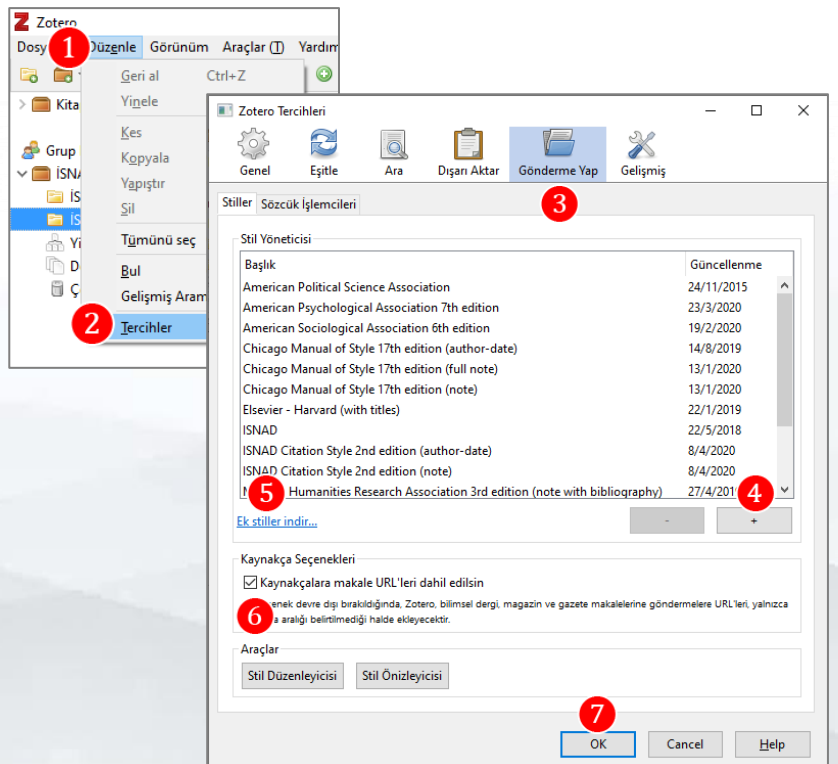 Zotero
Düzenle Görünüm Araçlar (T)
1
Geri al Ctrl+Z
Yinele
Kes
Kopyala
Yapıştır
Sil
Tümünü seç
Bul
Gelişmiş Aram
2
Tercihler
Kita
Grup
İSNA
İS
İS
Yi
D
Ç
Zotero Tercihleri
Genel Eşitle Ara Dışarı Aktar Gönderme Yap Gelişmiş
3
Stiller Sözcük İşlemcileri
Stil Yöneticisi
Başlık Güncellenme
American Political Science Association 24/11/2015
American Psychological Association 7th edition 23/3/2020
American Sociological Association 6th edition 19/2/2020
Chicago Manual of Style 17th edition (author-date) 14/8/2019
Chicago Manual of Style 17th edition (full note) 13/1/2020
Chicago Manual of Style 17th edition (note) 13/1/2020
Elsevier - Harvard (with titles) 22/1/2019
ISNAD 22/5/2018
ISNAD Citation Style 2nd edition (author-date) 8/4/2020
ISNAD Citation Style 2nd edition (note) 8/4/2020
Humanities Research Association 3rd edition (note with bibliography) 27/4/201
5 4
Ek stiller indir... - +
Kaynakça Seçenekleri
Kaynakçalara makale URL'leri dahil edilsin
enek devre dışı bırakıldığında, Zotero, bilimsel dergi, magazin ve gazete makalelerine göndermelere URL'leri, yalnızca
6
aralığı belirtilmediği halde ekleyecektir.
Araçlar
Stil Düzenleyicisi Stil Önizleyicisi
7
OK Cancel Help